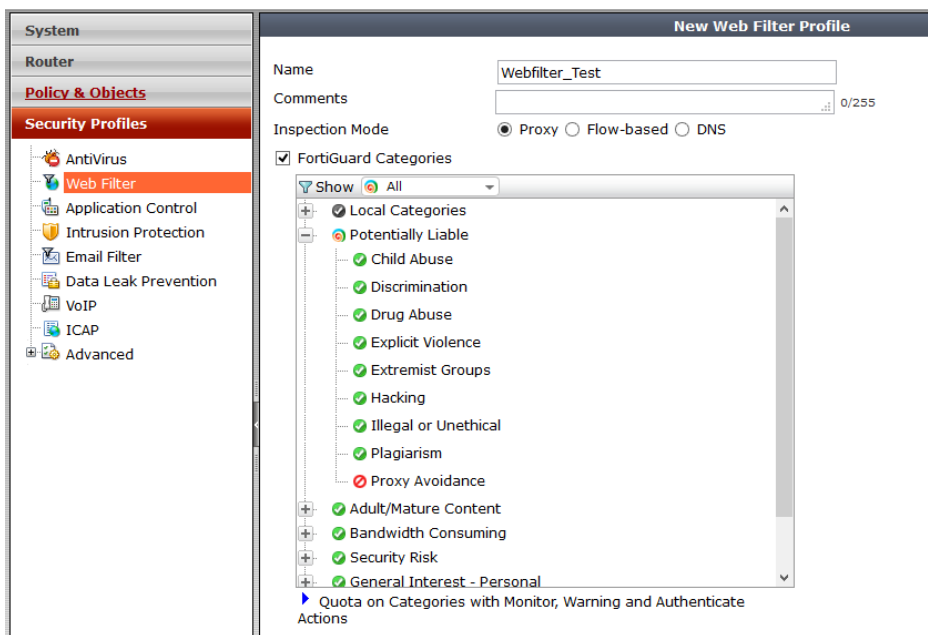 System
Router
Policy & Objects
Security Profiles
AntiVirus
Web Filter
Application Control
Intrusion Protection
Email Filter
Data Leak Prevention
VoIP
ICAP
Advanced
New Web Filter Profile
Name
Webfilter_Test
Comments
0/255
Inspection Mode
Proxy Flow-based DNS
FortiGuard Categories
Show All
Local Categories
Potentially Liable
Child Abuse
Discrimination
Drug Abuse
Explicit Violence
Extremist Groups
Hacking
Illegal or Unethical
Plagiarism
Proxy Avoidance
Adult/Mature Content
Bandwidth Consuming
Security Risk
General Interest - Personal
Quota on Categories with Monitor, Warning and Authenticate
Actions